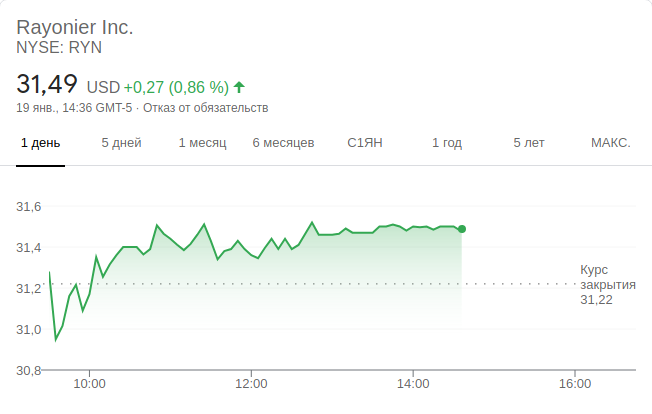 Rayonier Inc.
NYSE: RYN
31,49 USD +0,27 (0,86 %)
19 янв., 14:36 GMT-5 · Отказ от обязательств
1 день 5 дней 1 месяц 6 месяцев С1ЯН 1 год 5 лет МАКС.
31,6
31,4
31,2
31,0
30,8
Курс
закрытия
31,22
10:00 12:00 14:00 16:00